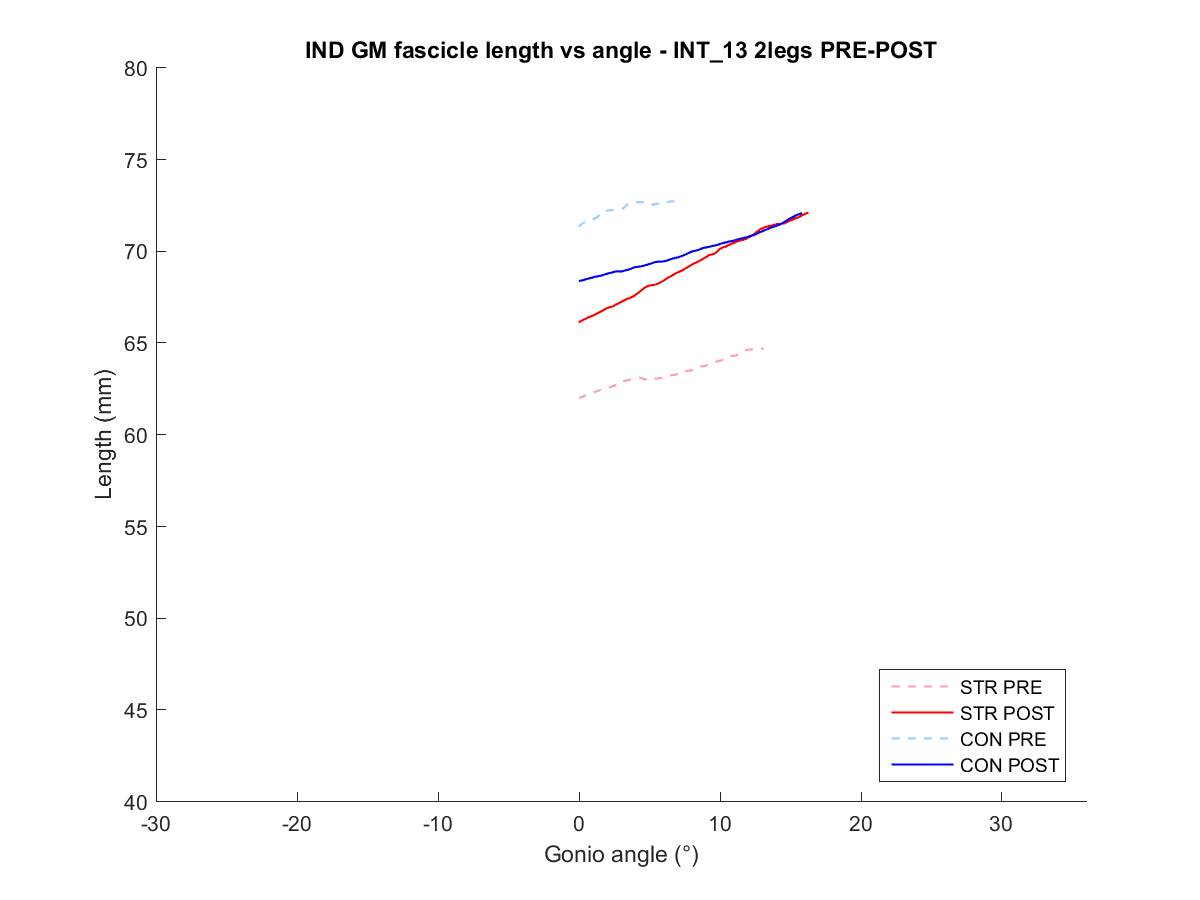 IND GM fascicle length vs angle - INT_13 2legs PRE-POST
80
75
70
65
60
55
50
45
40
Length (mm)
-30 -20 -10 0 10 20 30
Gonio angle (°)
STR PRE
STR POST
CON PRE
CON POST